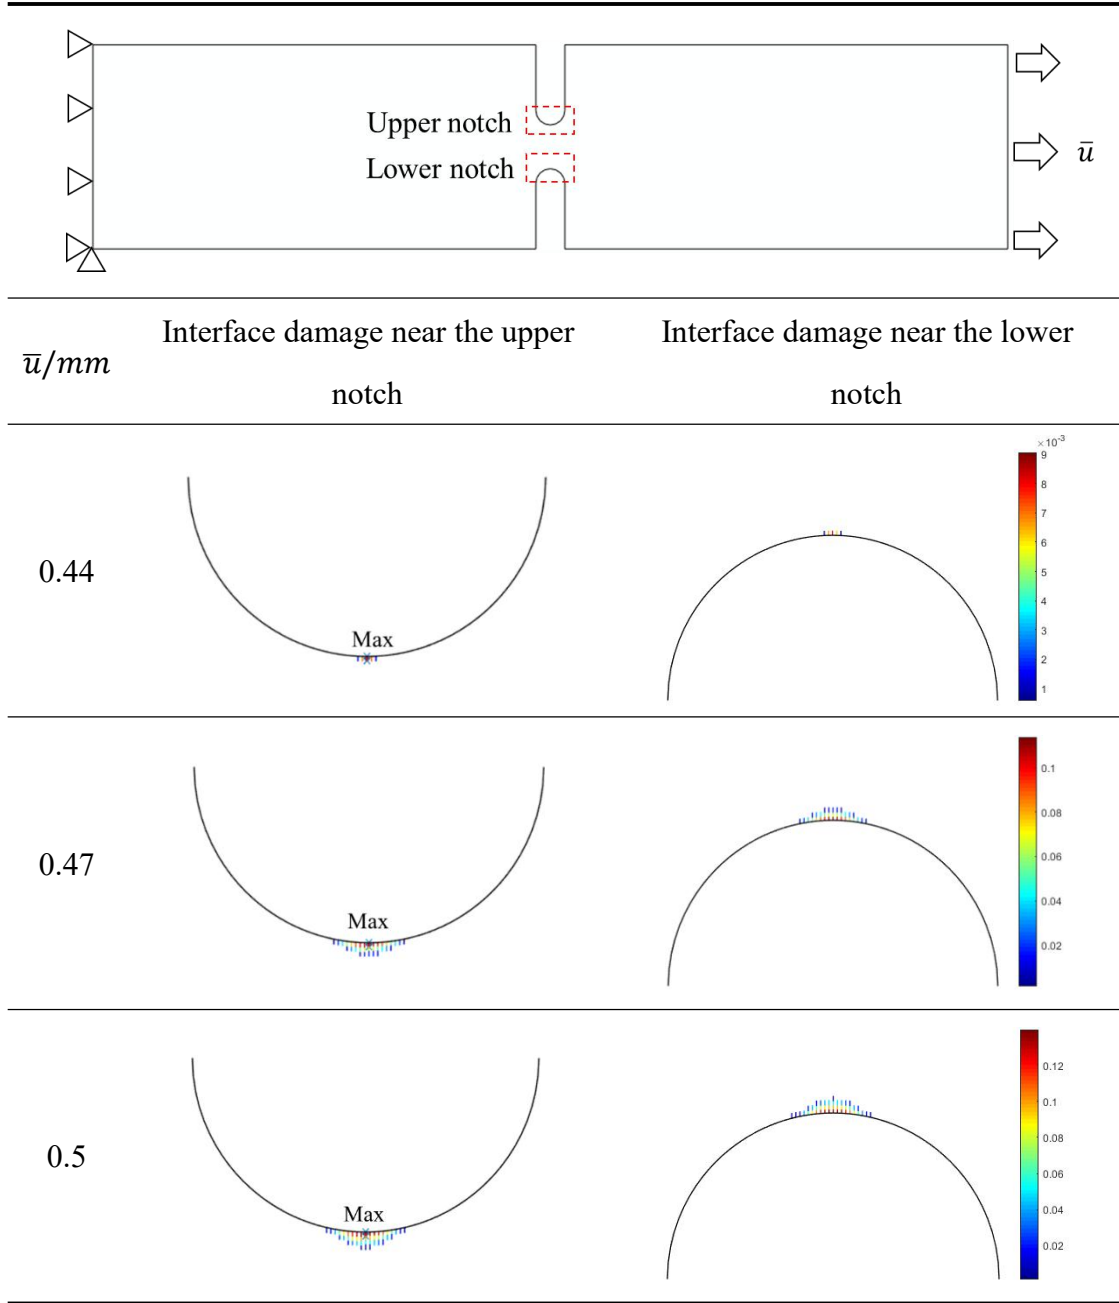 Upper notch
Lower notch
u̅
u̅/mm
Interface damage near the upper
notch
Interface damage near the lower
notch
0.44
Max
×10⁻³
9
8
7
6
5
4
3
2
1
0.47
Max
0.1
0.08
0.06
0.04
0.02
0.5
Max
0.12
0.1
0.08
0.06
0.04
0.02